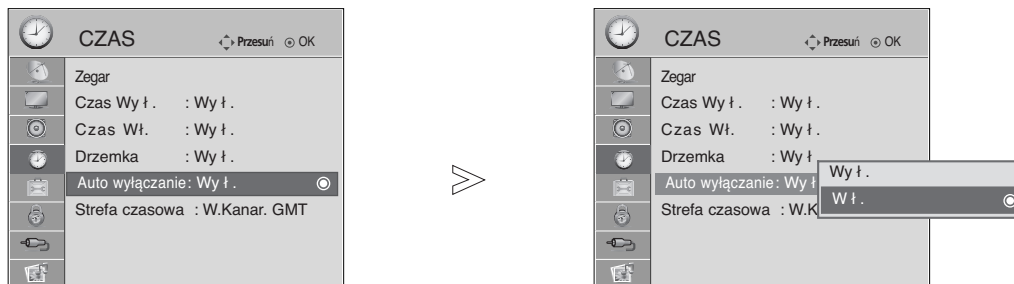 CZAS Przesuń OK
Zegar
Czas Wył. : Wył.
Czas Wł. : Wył.
Drzemka : Wył.
Auto wyłączanie : Wył.
Strefa czasowa : W.Kanar. GMT
CZAS Przesuń OK
Zegar
Czas Wył. : Wył.
Czas Wł. : Wył.
Drzemka : Wył
Auto wyłączanie : Wył
Strefa czasowa : W.K
Wył.
Wł.